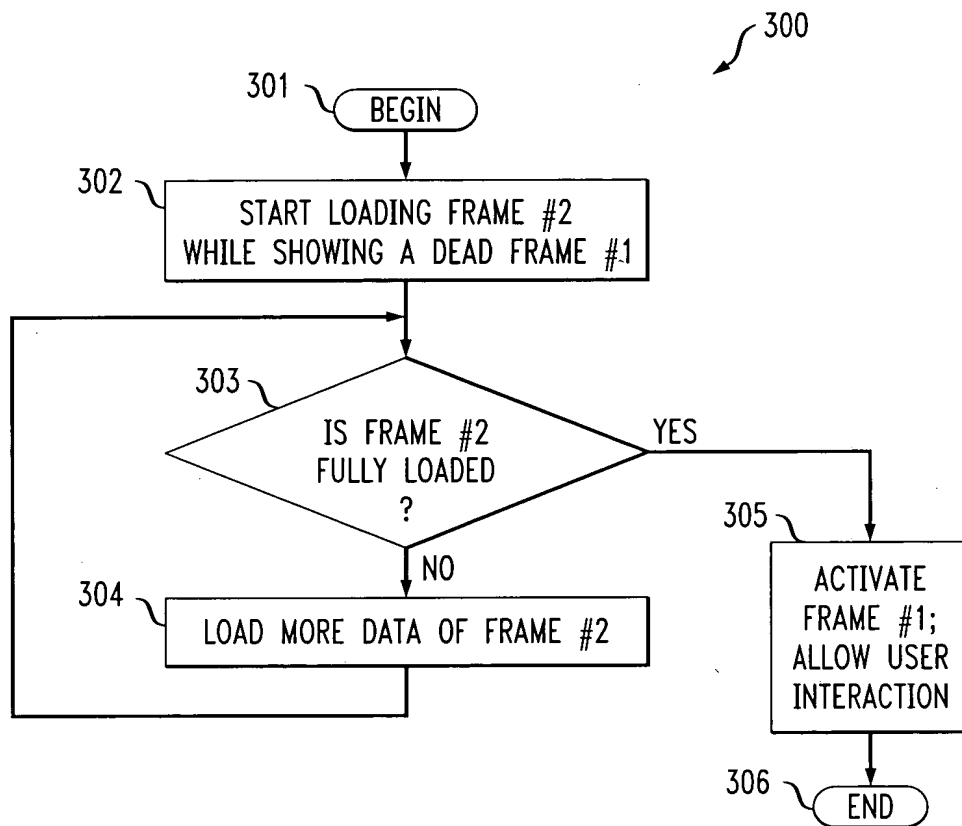 300
301
BEGIN
302
START LOADING FRAME #2
WHILE SHOWING A DEAD FRAME #1
303
IS FRAME #2
FULLY LOADED
?
YES
NO
304
LOAD MORE DATA OF FRAME #2
305
ACTIVATE
FRAME #1;
ALLOW USER
INTERACTION
306
END